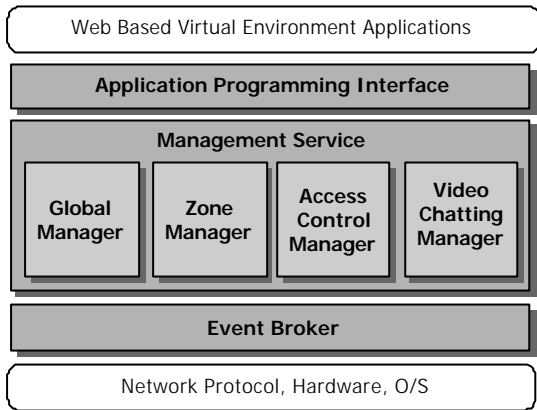 Web Based Virtual Environment Applications
Application Programming Interface
Management Service
Global
Manager
Zone
Manager
Access
Control
Manager
Video
Chatting
Manager
Event Broker
Network Protocol, Hardware, O/S